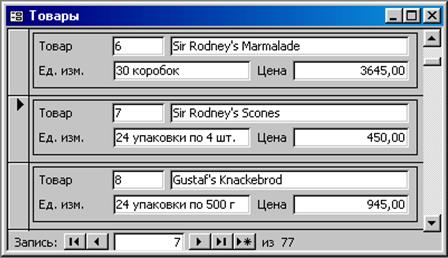 Товары
Товар 6 Sir Rodney's Marmalade
Ед. изм. 30 коробок Цена 3645,00
Товар 7 Sir Rodney's Scones
Ед. изм. 24 упаковки по 4 шт. Цена 450,00
Товар 8 Gustaf's Knackebrod
Ед. изм. 24 упаковки по 500 г Цена 945,00
Запись: 7 из 77